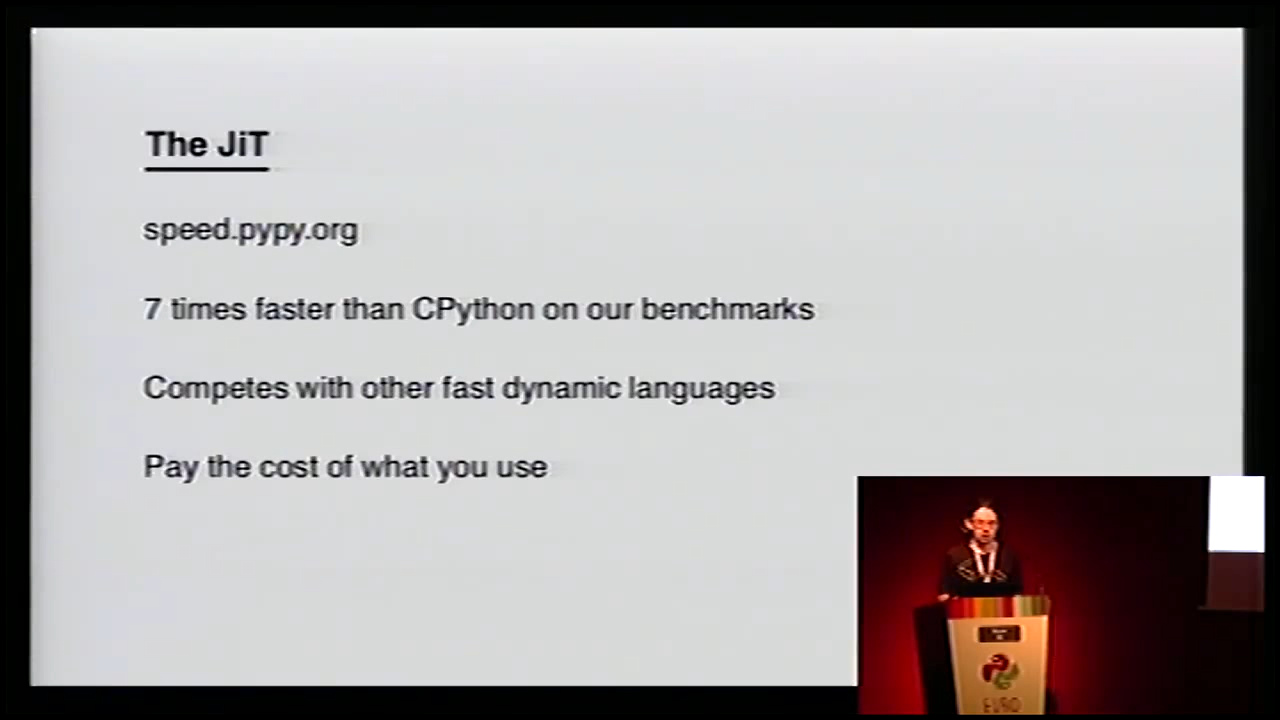 The JiT
speed.pypy.org
7 times faster than CPython on our benchmarks
Competes with other fast dynamic languages
Pay the cost of what you use
EURO